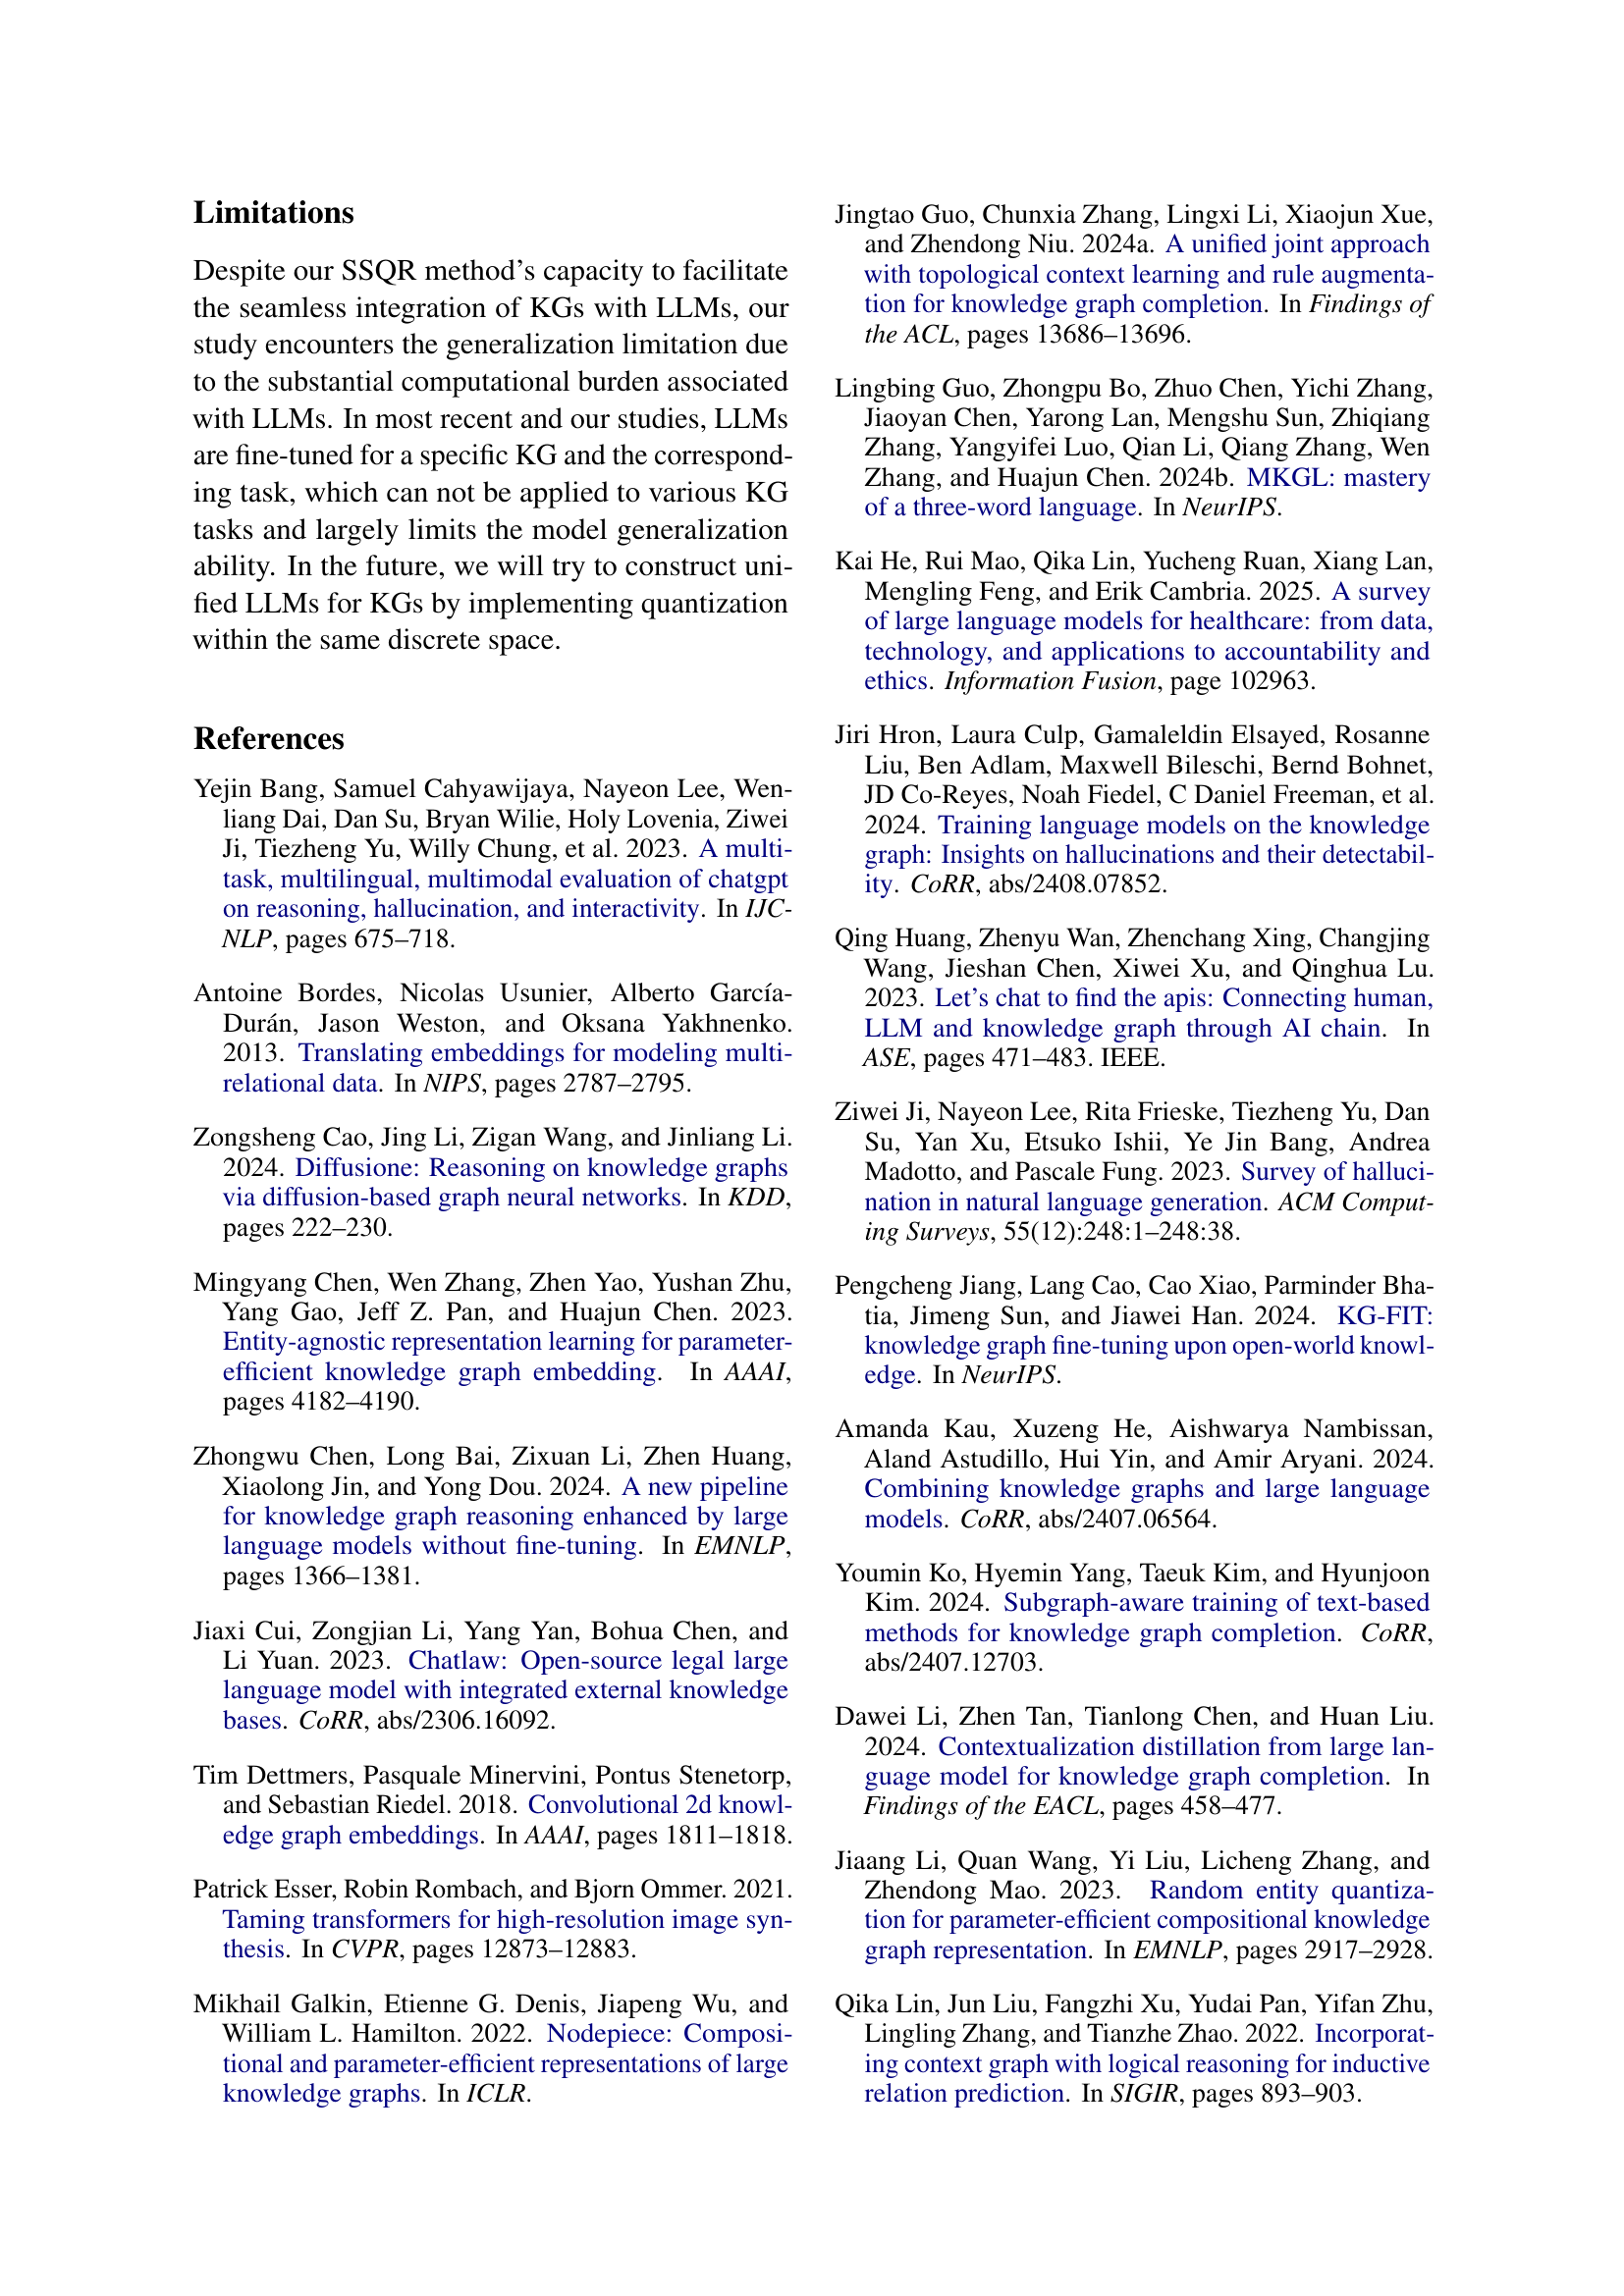 Limitations
Despite our SSQR method's capacity to facilitate
the seamless integration of KGs with LLMs, our
study encounters the generalization limitation due
to the substantial computational burden associated
with LLMs. In most recent and our studies, LLMs
are fine-tuned for a specific KG and the correspond-
ing task, which can not be applied to various KG
tasks and largely limits the model generalization
ability. In the future, we will try to construct uni-
fied LLMs for KGs by implementing quantization
within the same discrete space.
References
Yejin Bang, Samuel Cahyawijaya, Nayeon Lee, Wen-
liang Dai, Dan Su, Bryan Wilie, Holy Lovenia, Ziwei
Ji, Tiezheng Yu, Willy Chung, et al. 2023. A multi-
task, multilingual, multimodal evaluation of chatgpt
on reasoning, hallucination, and interactivity. In IJC-
NLP, pages 675–718.
Antoine Bordes, Nicolas Usunier, Alberto García-
Durán, Jason Weston, and Oksana Yakhnenko.
2013. Translating embeddings for modeling multi-
relational data. In NIPS, pages 2787–2795.
Zongsheng Cao, Jing Li, Zigan Wang, and Jinliang Li.
2024. Diffusione: Reasoning on knowledge graphs
via diffusion-based graph neural networks. In KDD,
pages 222–230.
Mingyang Chen, Wen Zhang, Zhen Yao, Yushan Zhu,
Yang Gao, Jeff Z. Pan, and Huajun Chen. 2023.
Entity-agnostic representation learning for parameter-
efficient knowledge graph embedding. In AAAI,
pages 4182–4190.
Zhongwu Chen, Long Bai, Zixuan Li, Zhen Huang,
Xiaolong Jin, and Yong Dou. 2024. A new pipeline
for knowledge graph reasoning enhanced by large
language models without fine-tuning. In EMNLP,
pages 1366–1381.
Jiaxi Cui, Zongjian Li, Yang Yan, Bohua Chen, and
Li Yuan. 2023. Chatlaw: Open-source legal large
language model with integrated external knowledge
bases. CoRR, abs/2306.16092.
Tim Dettmers, Pasquale Minervini, Pontus Stenetorp,
and Sebastian Riedel. 2018. Convolutional 2d knowl-
edge graph embeddings. In AAAI, pages 1811–1818.
Patrick Esser, Robin Rombach, and Bjorn Ommer. 2021.
Taming transformers for high-resolution image syn-
thesis. In CVPR, pages 12873–12883.
Mikhail Galkin, Etienne G. Denis, Jiapeng Wu, and
William L. Hamilton. 2022. Nodepiece: Composi-
tional and parameter-efficient representations of large
knowledge graphs. In ICLR.
Jingtao Guo, Chunxia Zhang, Lingxi Li, Xiaojun Xue,
and Zhendong Niu. 2024a. A unified joint approach
with topological context learning and rule augmenta-
tion for knowledge graph completion. In Findings of
the ACL, pages 13686–13696.
Lingbing Guo, Zhongpu Bo, Zhuo Chen, Yichi Zhang,
Jiaoyan Chen, Yarong Lan, Mengshu Sun, Zhiqiang
Zhang, Yangyifei Luo, Qian Li, Qiang Zhang, Wen
Zhang, and Huajun Chen. 2024b. MKGL: mastery
of a three-word language. In NeurIPS.
Kai He, Rui Mao, Qika Lin, Yucheng Ruan, Xiang Lan,
Mengling Feng, and Erik Cambria. 2025. A survey
of large language models for healthcare: from data,
technology, and applications to accountability and
ethics. Information Fusion, page 102963.
Jiri Hron, Laura Culp, Gamaleldin Elsayed, Rosanne
Liu, Ben Adlam, Maxwell Bileschi, Bernd Bohnet,
JD Co-Reyes, Noah Fiedel, C Daniel Freeman, et al.
2024. Training language models on the knowledge
graph: Insights on hallucinations and their detectabil-
ity. CoRR, abs/2408.07852.
Qing Huang, Zhenyu Wan, Zhenchang Xing, Changjing
Wang, Jieshan Chen, Xiwei Xu, and Qinghua Lu.
2023. Let's chat to find the apis: Connecting human,
LLM and knowledge graph through AI chain. In
ASE, pages 471–483. IEEE.
Ziwei Ji, Nayeon Lee, Rita Frieske, Tiezheng Yu, Dan
Su, Yan Xu, Etsuko Ishii, Ye Jin Bang, Andrea
Madotto, and Pascale Fung. 2023. Survey of halluci-
nation in natural language generation. ACM Comput-
ing Surveys, 55(12):248:1–248:38.
Pengcheng Jiang, Lang Cao, Cao Xiao, Parminder Bha-
tia, Jimeng Sun, and Jiawei Han. 2024. KG-FIT:
knowledge graph fine-tuning upon open-world knowl-
edge. In NeurIPS.
Amanda Kau, Xuzeng He, Aishwarya Nambissan,
Aland Astudillo, Hui Yin, and Amir Aryani. 2024.
Combining knowledge graphs and large language
models. CoRR, abs/2407.06564.
Youmin Ko, Hyemin Yang, Taeuk Kim, and Hyunjoon
Kim. 2024. Subgraph-aware training of text-based
methods for knowledge graph completion. CoRR,
abs/2407.12703.
Dawei Li, Zhen Tan, Tianlong Chen, and Huan Liu.
2024. Contextualization distillation from large lan-
guage model for knowledge graph completion. In
Findings of the EACL, pages 458–477.
Jiaang Li, Quan Wang, Yi Liu, Licheng Zhang, and
Zhendong Mao. 2023. Random entity quantiza-
tion for parameter-efficient compositional knowledge
graph representation. In EMNLP, pages 2917–2928.
Qika Lin, Jun Liu, Fangzhi Xu, Yudai Pan, Yifan Zhu,
Lingling Zhang, and Tianzhe Zhao. 2022. Incorporat-
ing context graph with logical reasoning for inductive
relation prediction. In SIGIR, pages 893–903.